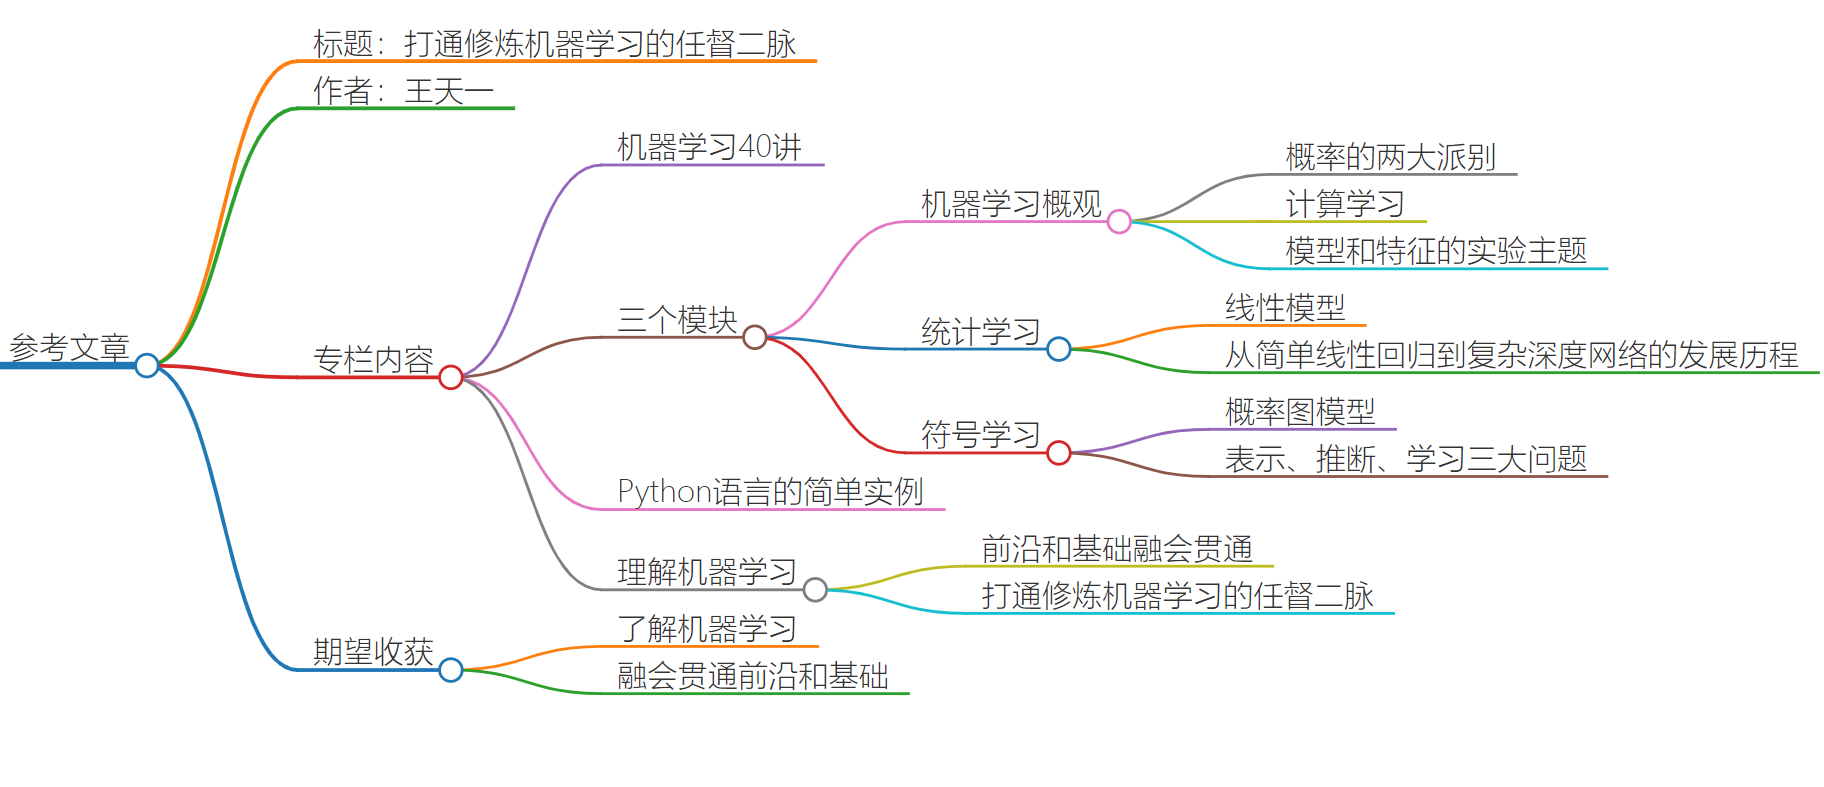 参考文章
标题：打通修炼机器学习的任督二脉
作者：王天一
专栏内容
机器学习40讲
三个模块
机器学习概观
概率的两大派别
计算学习
模型和特征的实验主题
统计学习
线性模型
从简单线性回归到复杂深度网络的发展历程
符号学习
概率图模型
表示、推断、学习三大问题
Python语言的简单实例
理解机器学习
前沿和基础融会贯通
打通修炼机器学习的任督二脉
期望收获
了解机器学习
融会贯通前沿和基础